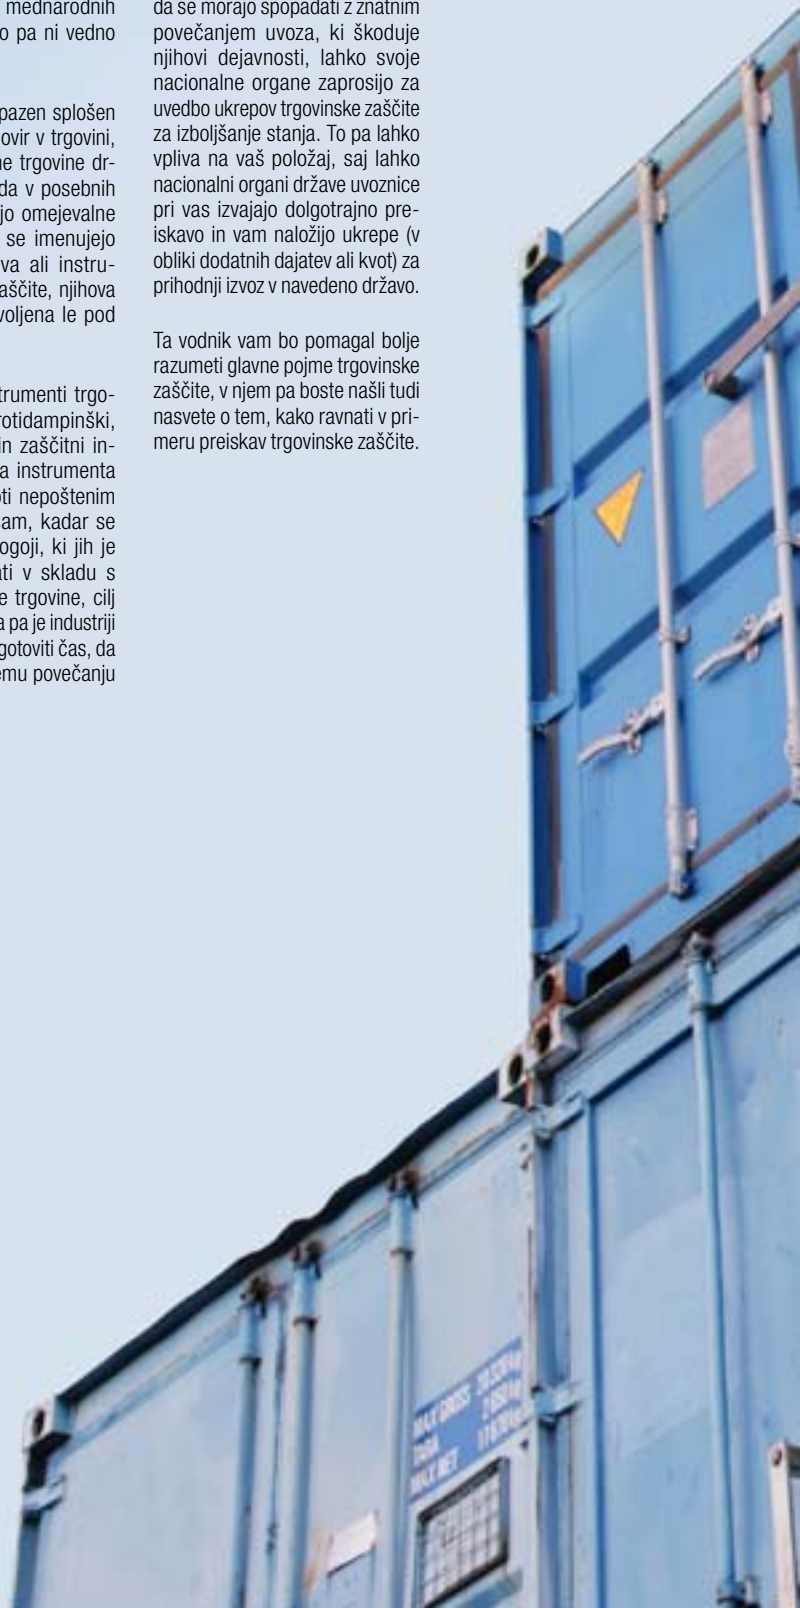 mednarodnih
o pa ni vedno
pazen splošen
ovir v trgovini,
ne trgovine dr-
da v posebnih
jo omejevalne
se imenujejo
va ali instru-
aščite, njihova
voljena le pod
trumenti trgo-
rotidampinški,
in zaščitni in-
a instrumenta
oti nepoštenim
sam, kadar se
ogoji, ki jih je
ati v skladu s
e trgovine, cilj
a pa je industriji
gotoviti čas, da
emu povečanju
da se morajo spopadati z znatnim
povečanjem uvoza, ki škoduje
njihovi dejavnosti, lahko svoje
nacionalne organe zaprosijo za
uvedbo ukrepov trgovinske zaščite
za izboljšanje stanja. To pa lahko
vpliva na vaš položaj, saj lahko
nacionalni organi države uvoznice
pri vas izvajajo dolgotrajno pre-
iskavo in vam naložijo ukrepe (v
obliki dodatnih dajatev ali kvot) za
prihodnji izvoz v navedeno državo.
Ta vodnik vam bo pomagal bolje
razumeti glavne pojme trgovinske
zaščite, v njem pa boste našli tudi
nasvete o tem, kako ravnati v pri-
meru preiskav trgovinske zaščite.
MAX GROSS
TARA
MAX NET